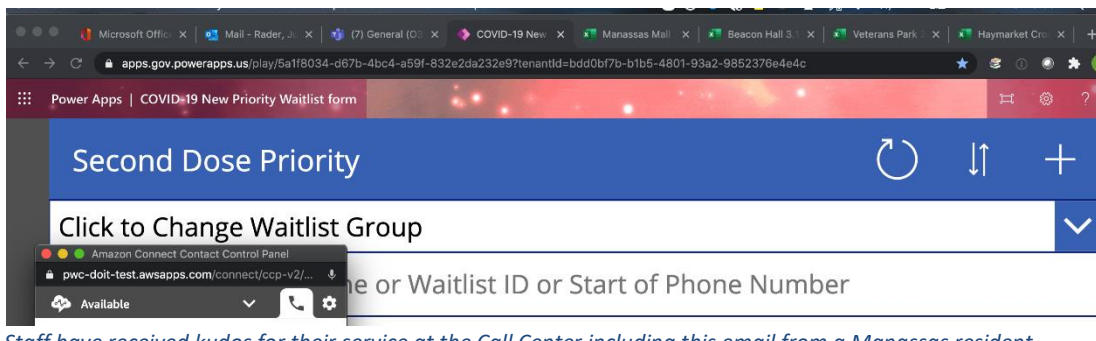 Microsoft Offic
Mail - Rader, Ju
(7) General (OS
COVID-19 New
Manassas Mall
Beacon Hall 3.1
Veterans Park
Haymarket Cro
apps.gov.powerapps.us/play/5a1f8034-d67b-4bc4-a59f-832e2da232e9?tenantId=bdd0bf7b-b1b5-4801-93a2-9852376e4e4c
Power Apps | COVID-19 New Priority Waitlist form
Second Dose Priority
Click to Change Waitlist Group
Amazon Connect Contact Control Panel
pwc-doit-test.awsapps.com/connect/ccp-v2/...
or Waitlist ID or Start of Phone Number
Available
Staff have received kudos for their service at the Call Center including this email from a Manassas resident